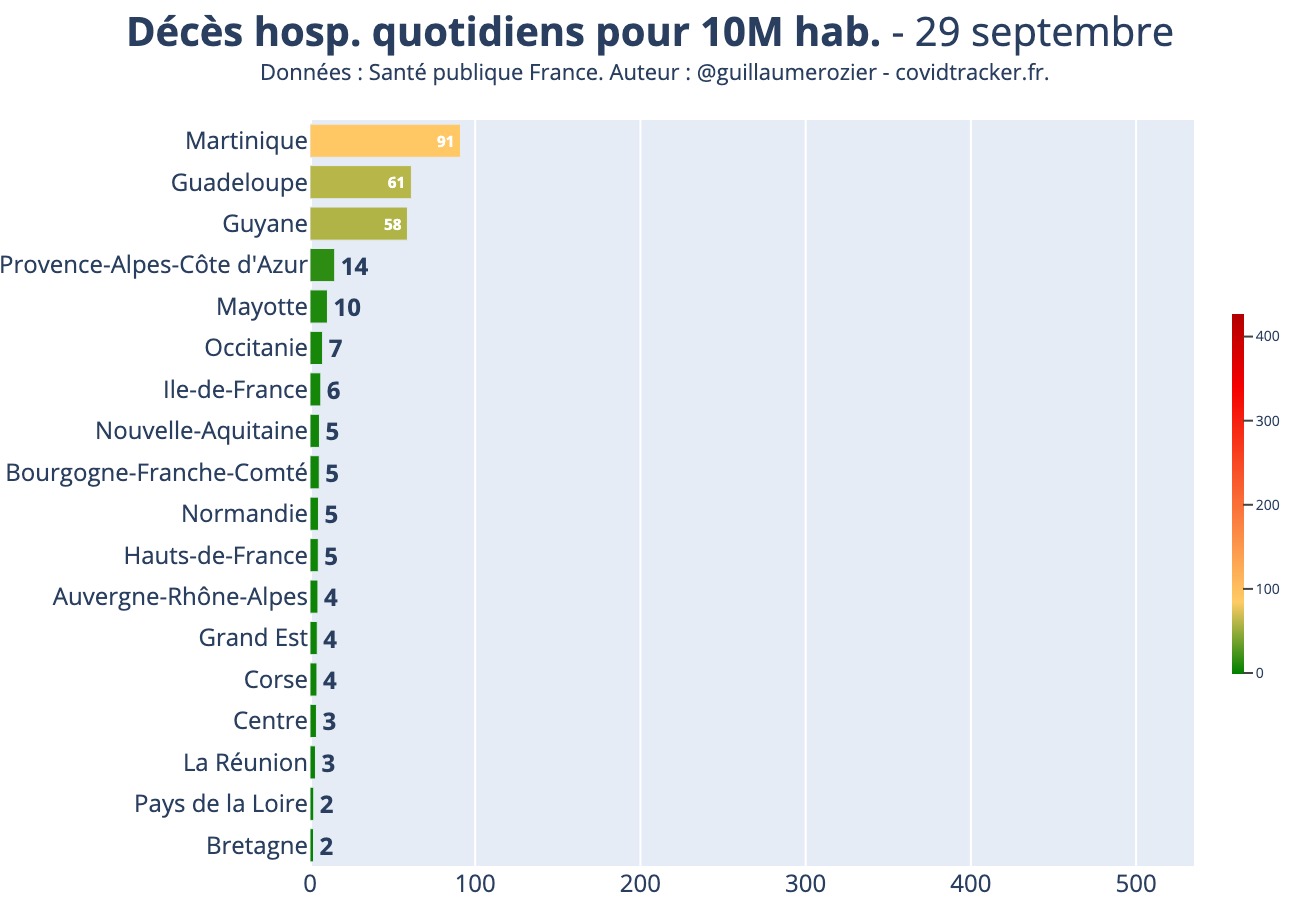 Décès hosp. quotidiens pour 10M hab. - 29 septembre
Données : Santé publique France. Auteur : @guillaumerozier - covidtracker.fr.
Martinique 91
Guadeloupe 61
Guyane 58
Provence-Alpes-Côte d'Azur 14
Mayotte 10
Occitanie 7
Ile-de-France 6
Nouvelle-Aquitaine 5
Bourgogne-Franche-Comté 5
Normandie 5
Hauts-de-France 5
Auvergne-Rhône-Alpes 4
Grand Est 4
Corse 4
Centre 3
La Réunion 3
Pays de la Loire 2
Bretagne 2
0 100 200 300 400 500
400
300
200
100
0